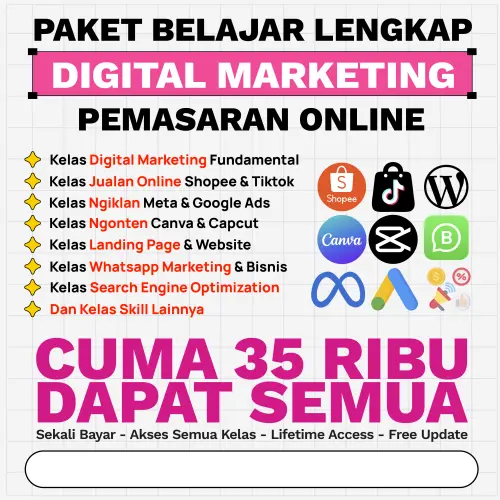 PAKET BELAJAR LENGKAP
DIGITAL MARKETING
PEMASARAN ONLINE
Kelas Digital Marketing Fundamental
Kelas Jualan Online Shopee & Tiktok
Kelas Ngiklan Meta & Google Ads
Kelas Ngonten Canva & Capcut
Kelas Landing Page & Website
Kelas Whatsapp Marketing & Bisnis
Kelas Search Engine Optimization
Dan Kelas Skill Lainnya
S
Shopee
W
Canva
B
$ %
CUMA 35 RIBU
DAPAT SEMUA
Sekali Bayar - Akses Semua Kelas - Lifetime Access - Free Update